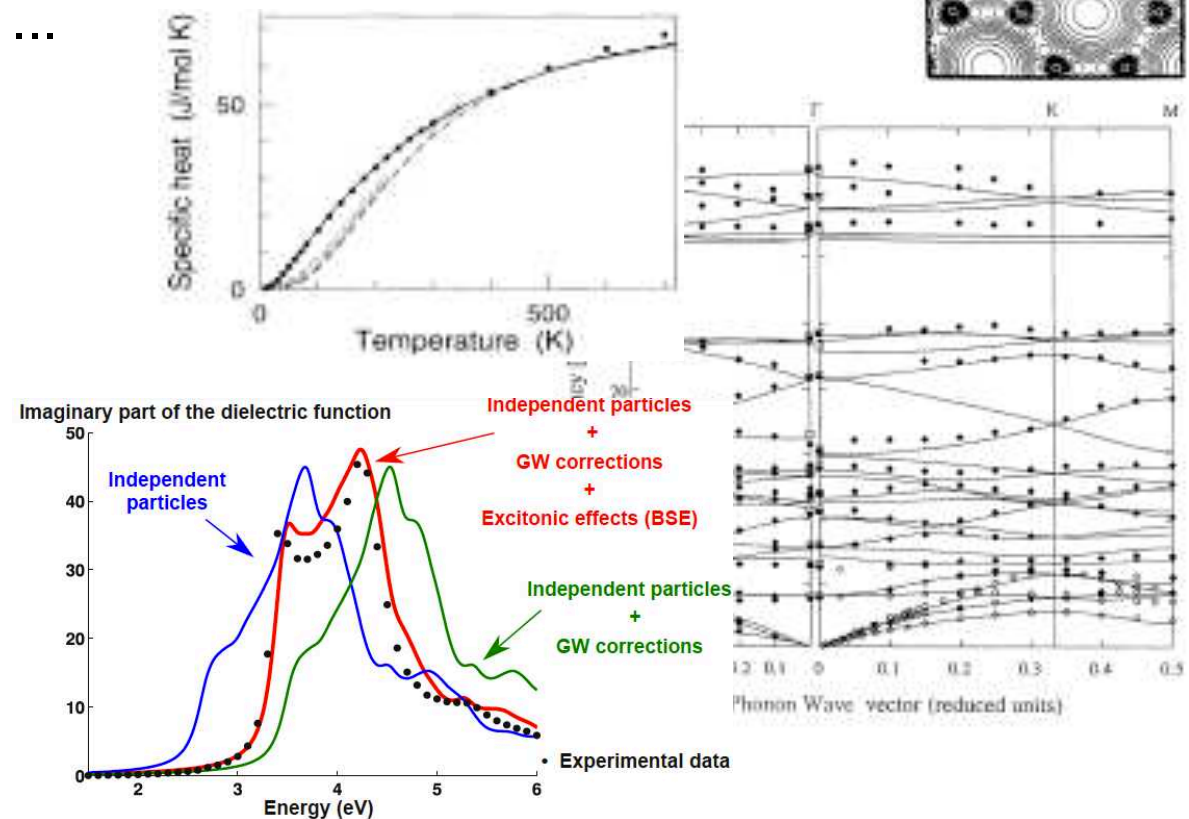 ...
Specific heat (J/mol K)
50
0
0
500
Temperature (K)
Γ
K
M
ncy [
20
Imaginary part of the dielectric function
Independent particles
+
GW corrections
+
Excitonic effects (BSE)
Independent
particles
Independent particles
+
GW corrections
50
40
30
20
10
0
2
3
4
5
6
Energy (eV)
• Experimental data
0.1
0
0.1
0.2
0.3
0.4
0.5
Phonon Wave vector (reduced units)